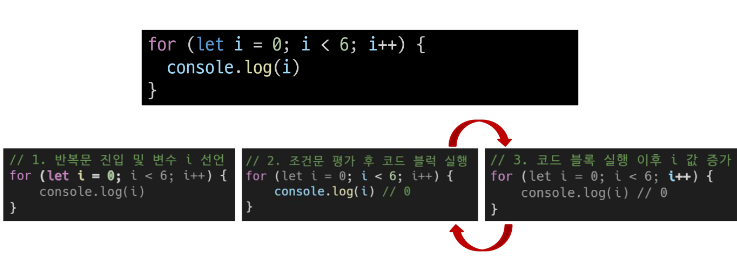 for (let i = 0; i < 6; i++) {
  console.log(i)
}
// 1. 반복문 진입 및 변수 i 선언
for (let i = 0; i < 6; i++) {
    console.log(i)
}
// 2. 조건문 평가 후 코드 블럭 실행
for (let i = 0; i < 6; i++) {
    console.log(i) // 0
}
// 3. 코드 블록 실행 이후 i 값 증가
for (let i = 0; i < 6; i++) {
    console.log(i) // 0
}